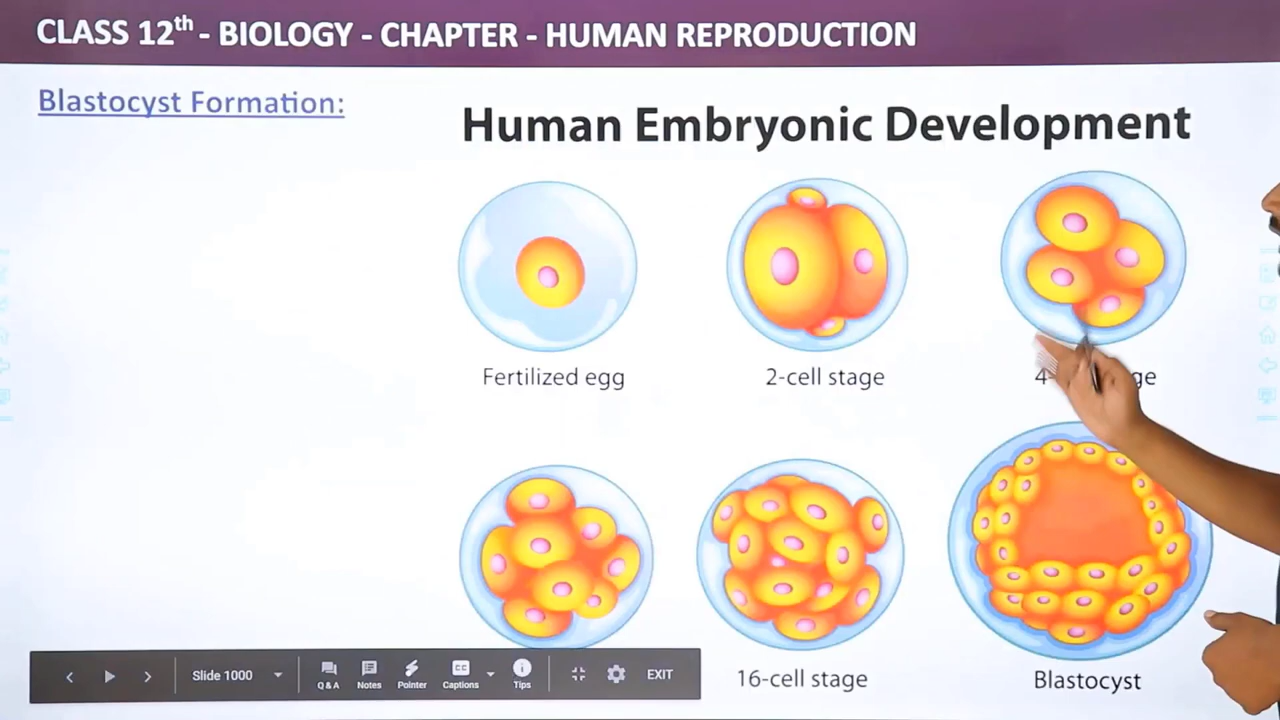 CLASS 12th - BIOLOGY - CHAPTER - HUMAN REPRODUCTION
Blastocyst Formation:
Human Embryonic Development
Fertilized egg
2-cell stage
16-cell stage
Blastocyst
Slide 1000
Q & A
Notes
Pointer
Captions
CC
Tips
EXIT